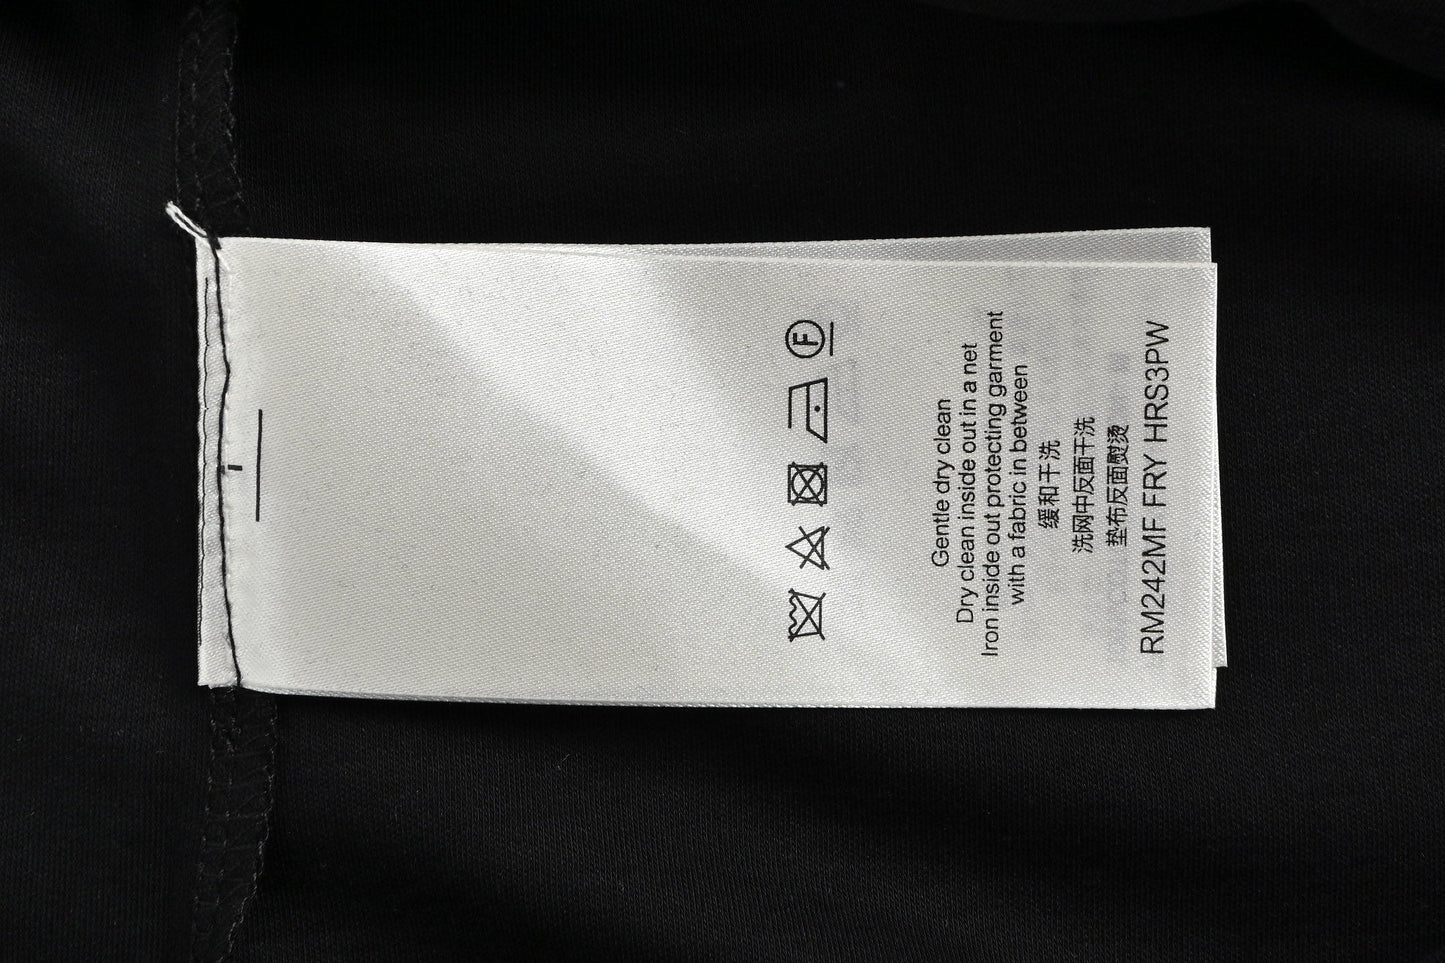 F
Gentle dry clean
Dry clean inside out in a net
Iron inside out protecting garment
with a fabric in between
缓和干洗
洗网中反面干洗
垫布反面熨烫
RM242MF FRY HRS3PW